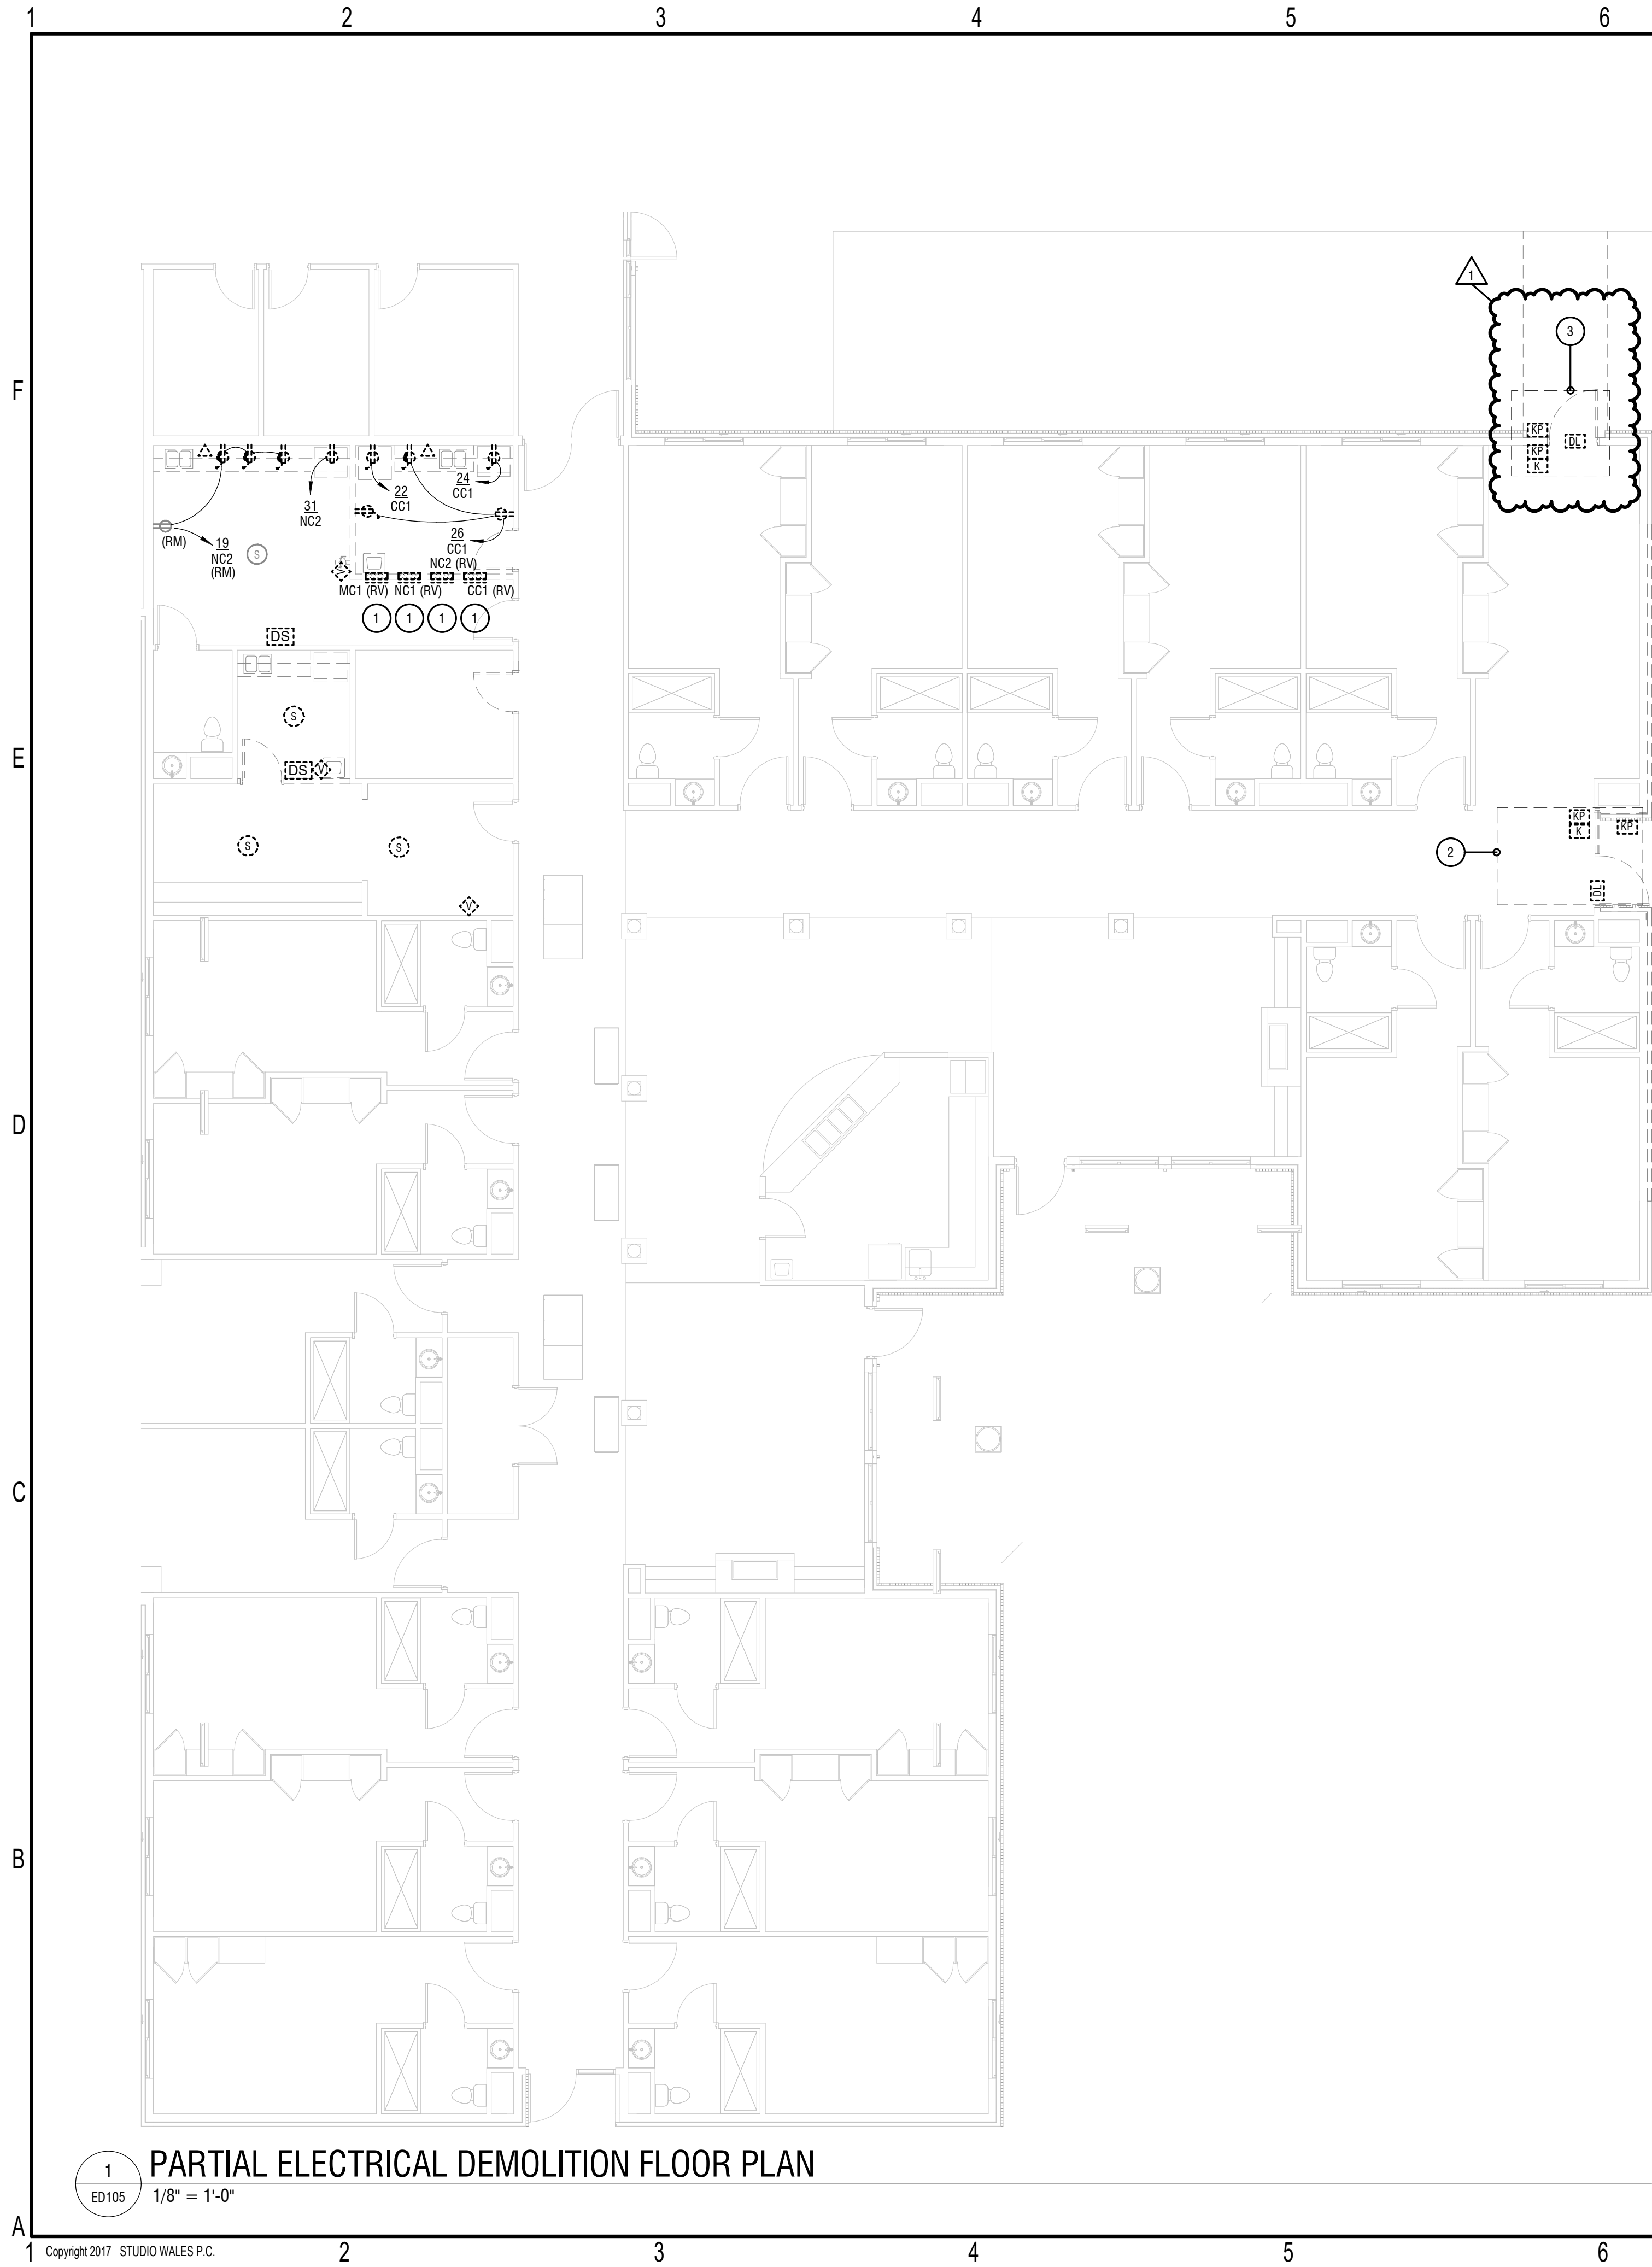 1 2 3 4 5 6
1
3
F
KP
DL
KP
K
24
CC1
22
CC1
31
NC2
26
CC1
(RM)
19
NC2
(RM)
S
NC2 (RV)
V
MC1 (RV) NC1 (RV) CC1 (RV)
1 1 1 1
DS
S
E
DS V
KP
K
KP
S S
2
DL
V
D
C
B
1
ED105
PARTIAL ELECTRICAL DEMOLITION FLOOR PLAN
1/8" = 1'-0"
A
1 2 3 4 5 6
Copyright 2017 STUDIO WALES P.C.